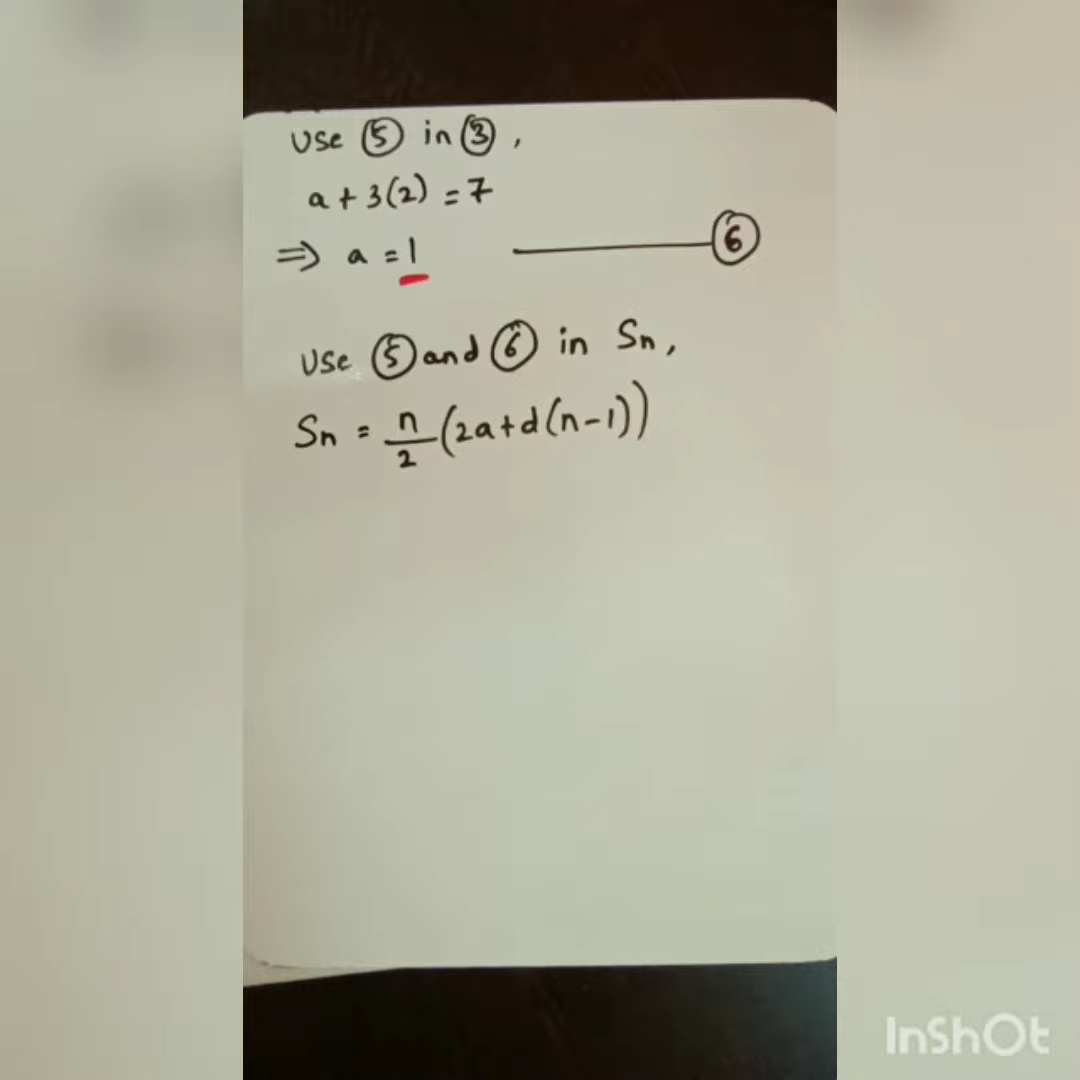 Use ⑤ in ③,
a + 3(2) = 7
⇒ a = 1 ———— ⑥
Use ⑤ and ⑥ in Sn,
Sn = n/2 (2a+d(n-1))
InShOt